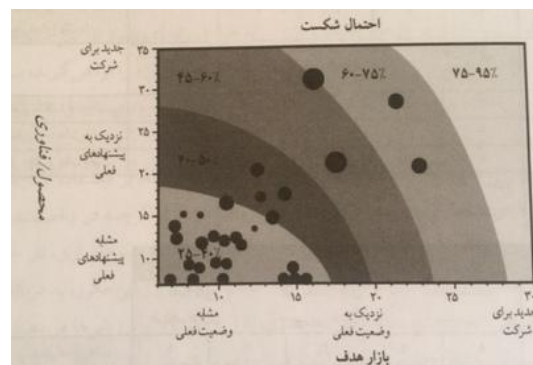 احتمال شکست
جدید برای
شرکت
۳۵
۳۰
۲۵
۲۰
۱۵
۱۰
۴۵-۶۰٪
۶۰-۷۵٪
۷۵-۹۵٪
نزدیک به
پیشنهادهای
فعلی
محصول/فناوری
مشابه
پیشنهادهای
فعلی
۱۰
۱۵
۲۰
۲۵
۳۰
مشابه
وضعیت فعلی
نزدیک به
وضعیت فعلی
جدید برای
شرکت
بازار هدف